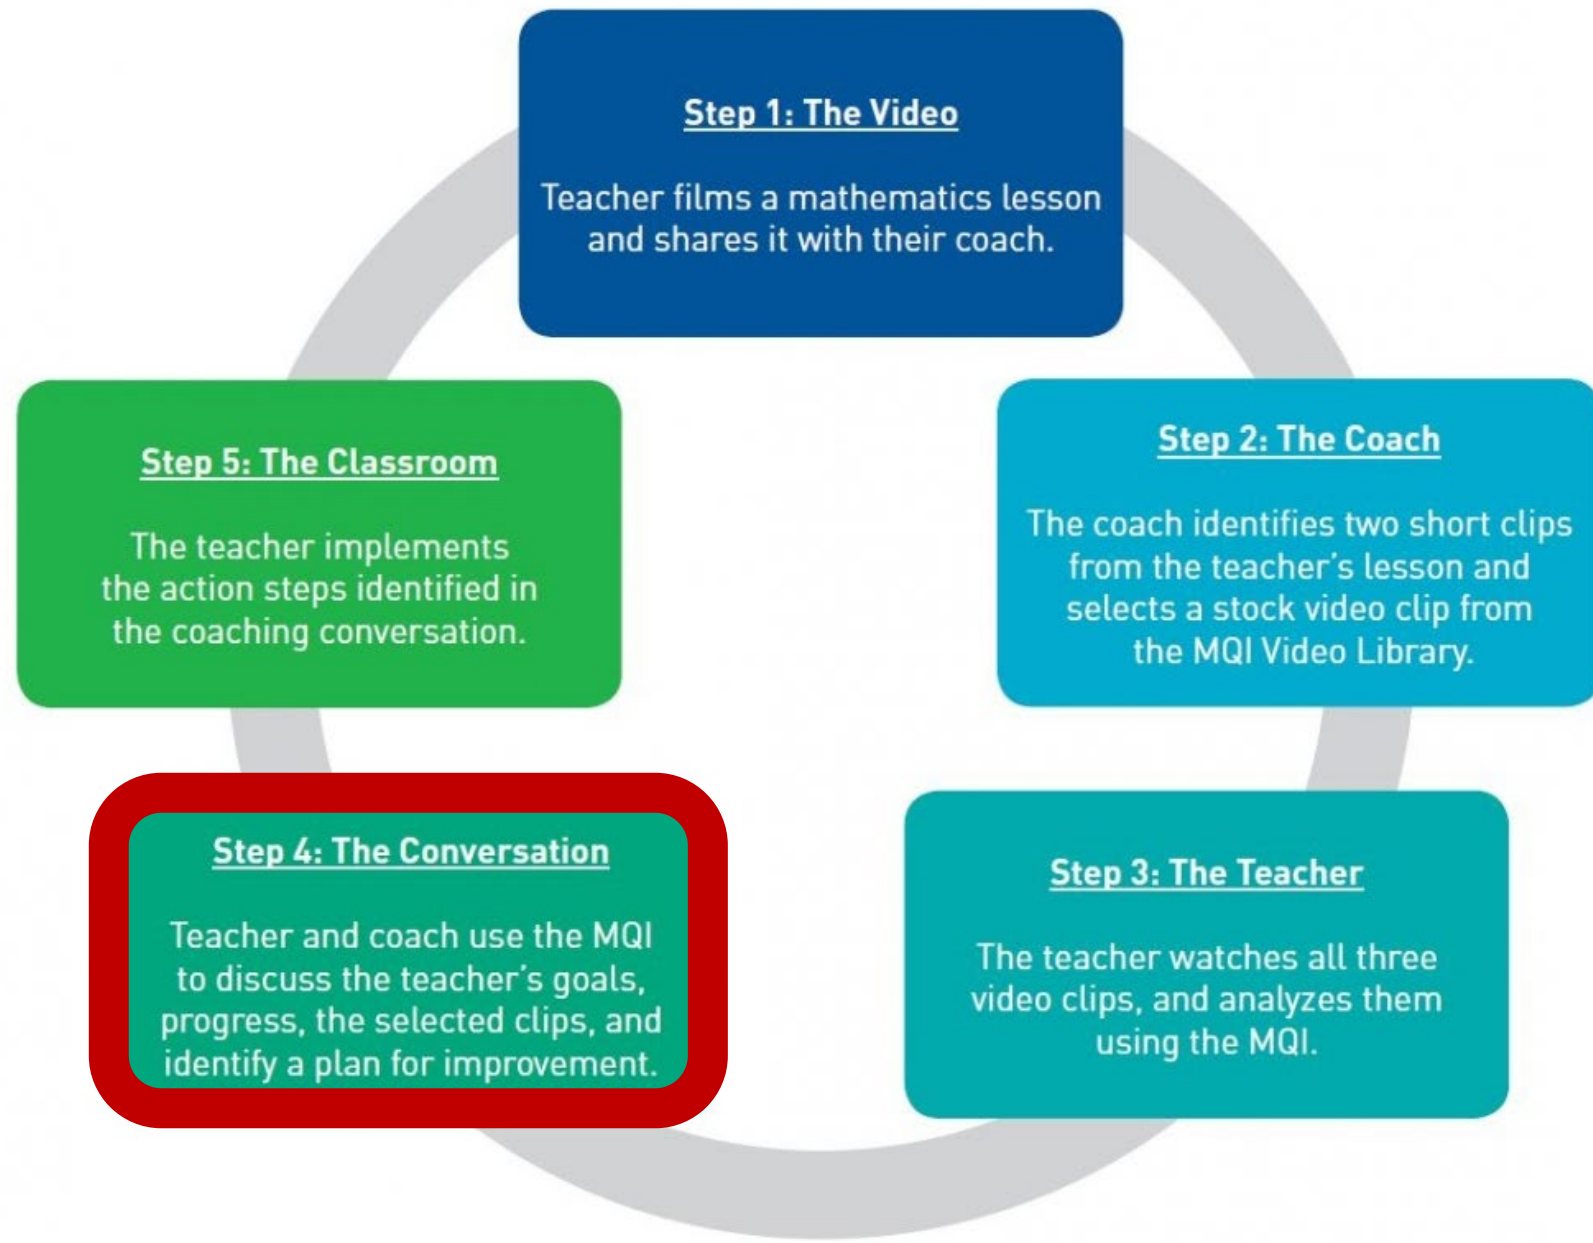 Step 1: The Video
Teacher films a mathematics lesson
and shares it with their coach.
Step 2: The Coach
The coach identifies two short clips
from the teacher's lesson and
selects a stock video clip from
the MQI Video Library.
Step 3: The Teacher
The teacher watches all three
video clips, and analyzes them
using the MQI.
Step 4: The Conversation
Teacher and coach use the MQI
to discuss the teacher's goals,
progress, the selected clips, and
identify a plan for improvement.
Step 5: The Classroom
The teacher implements
the action steps identified in
the coaching conversation.